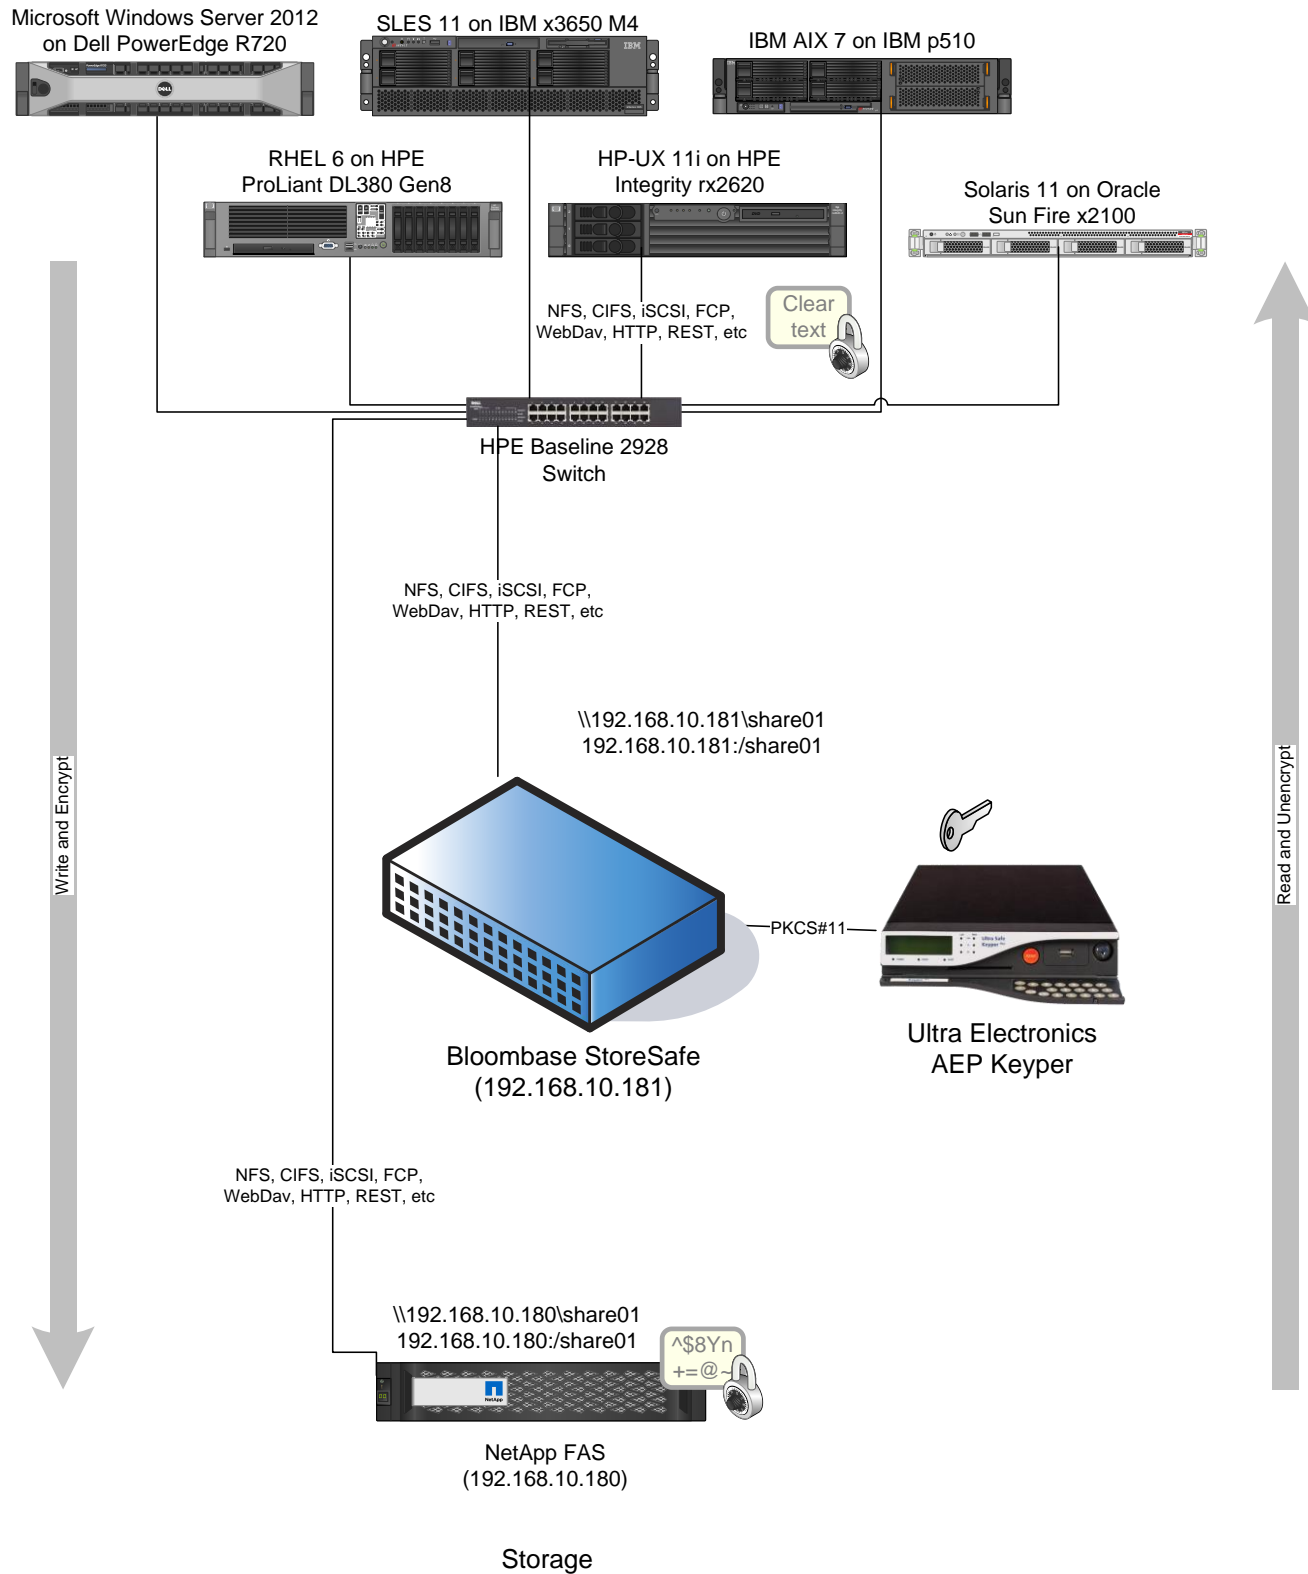 Microsoft Windows Server 2012
on Dell PowerEdge R720
SLES 11 on IBM x3650 M4
IBM AIX 7 on IBM p510
DELL
IBM
RHEL 6 on HPE
ProLiant DL380 Gen8
HP-UX 11i on HPE
Integrity rx2620
Solaris 11 on Oracle
Sun Fire x2100
NFS, CIFS, iSCSI, FCP,
WebDav, HTTP, REST, etc
Clear
text
HPE Baseline 2928
Switch
NFS, CIFS, iSCSI, FCP,
WebDav, HTTP, REST, etc
\\192.168.10.181\share01
192.168.10.181:/share01
Write and Encrypt
Read and Unencrypt
PKCS#11
Ultra Safe
Keyper
Bloombase StoreSafe
(192.168.10.181)
Ultra Electronics
AEP Keyper
NFS, CIFS, iSCSI, FCP,
WebDav, HTTP, REST, etc
\\192.168.10.180\share01
192.168.10.180:/share01
^$8Yn
+=@~
NetApp
NetApp FAS
(192.168.10.180)
Storage